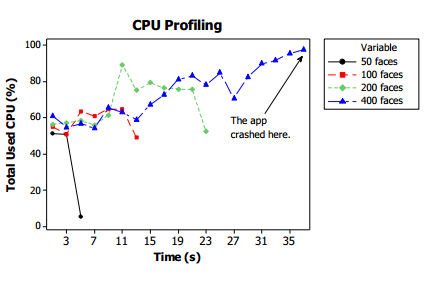 CPU Profiling
100
80
60
40
20
0
Total Used CPU (%)
3 7 11 15 19 23 27 31 35
Time (s)
The app
crashed here.
Variable
50 faces
100 faces
200 faces
400 faces